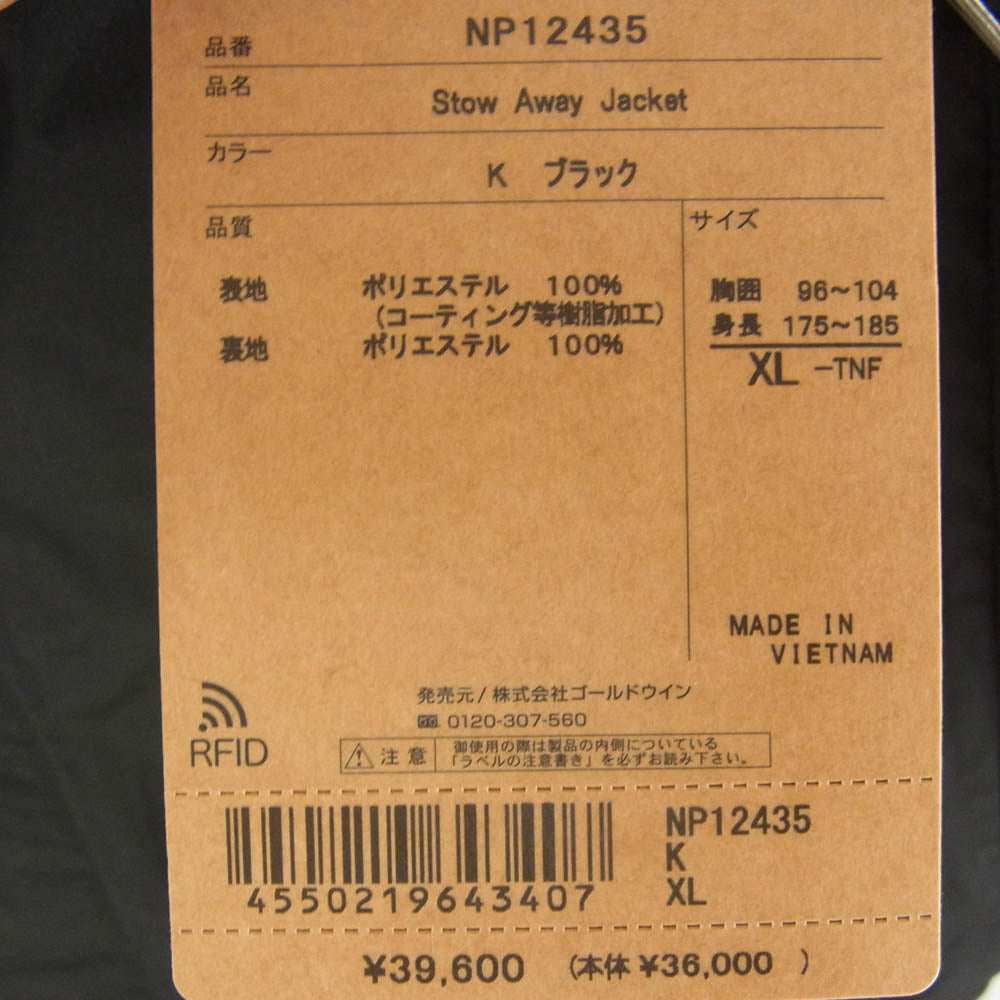 品番 NP12435
品名 Stow Away Jacket
カラー K ブラック
品質
表地 ポリエステル 100%
(コーティング等樹脂加工)
裏地 ポリエステル 100%
サイズ
胸囲 96~104
身長 175~185
XL -TNF
MADE IN
VIETNAM
RFID
発売元/株式会社ゴールドウイン
0120-307-560
注意 御使用の際は製品の内側についている
「ラベルの注意書き」を必ずお読み下さい。
4550219643407
NP12435
K
XL
¥39,600 (本体 ¥36,000 )